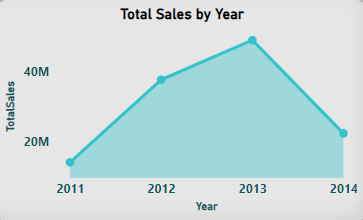 Total Sales by Year
TotalSales
40M
20M
2011 2012 2013 2014
Year